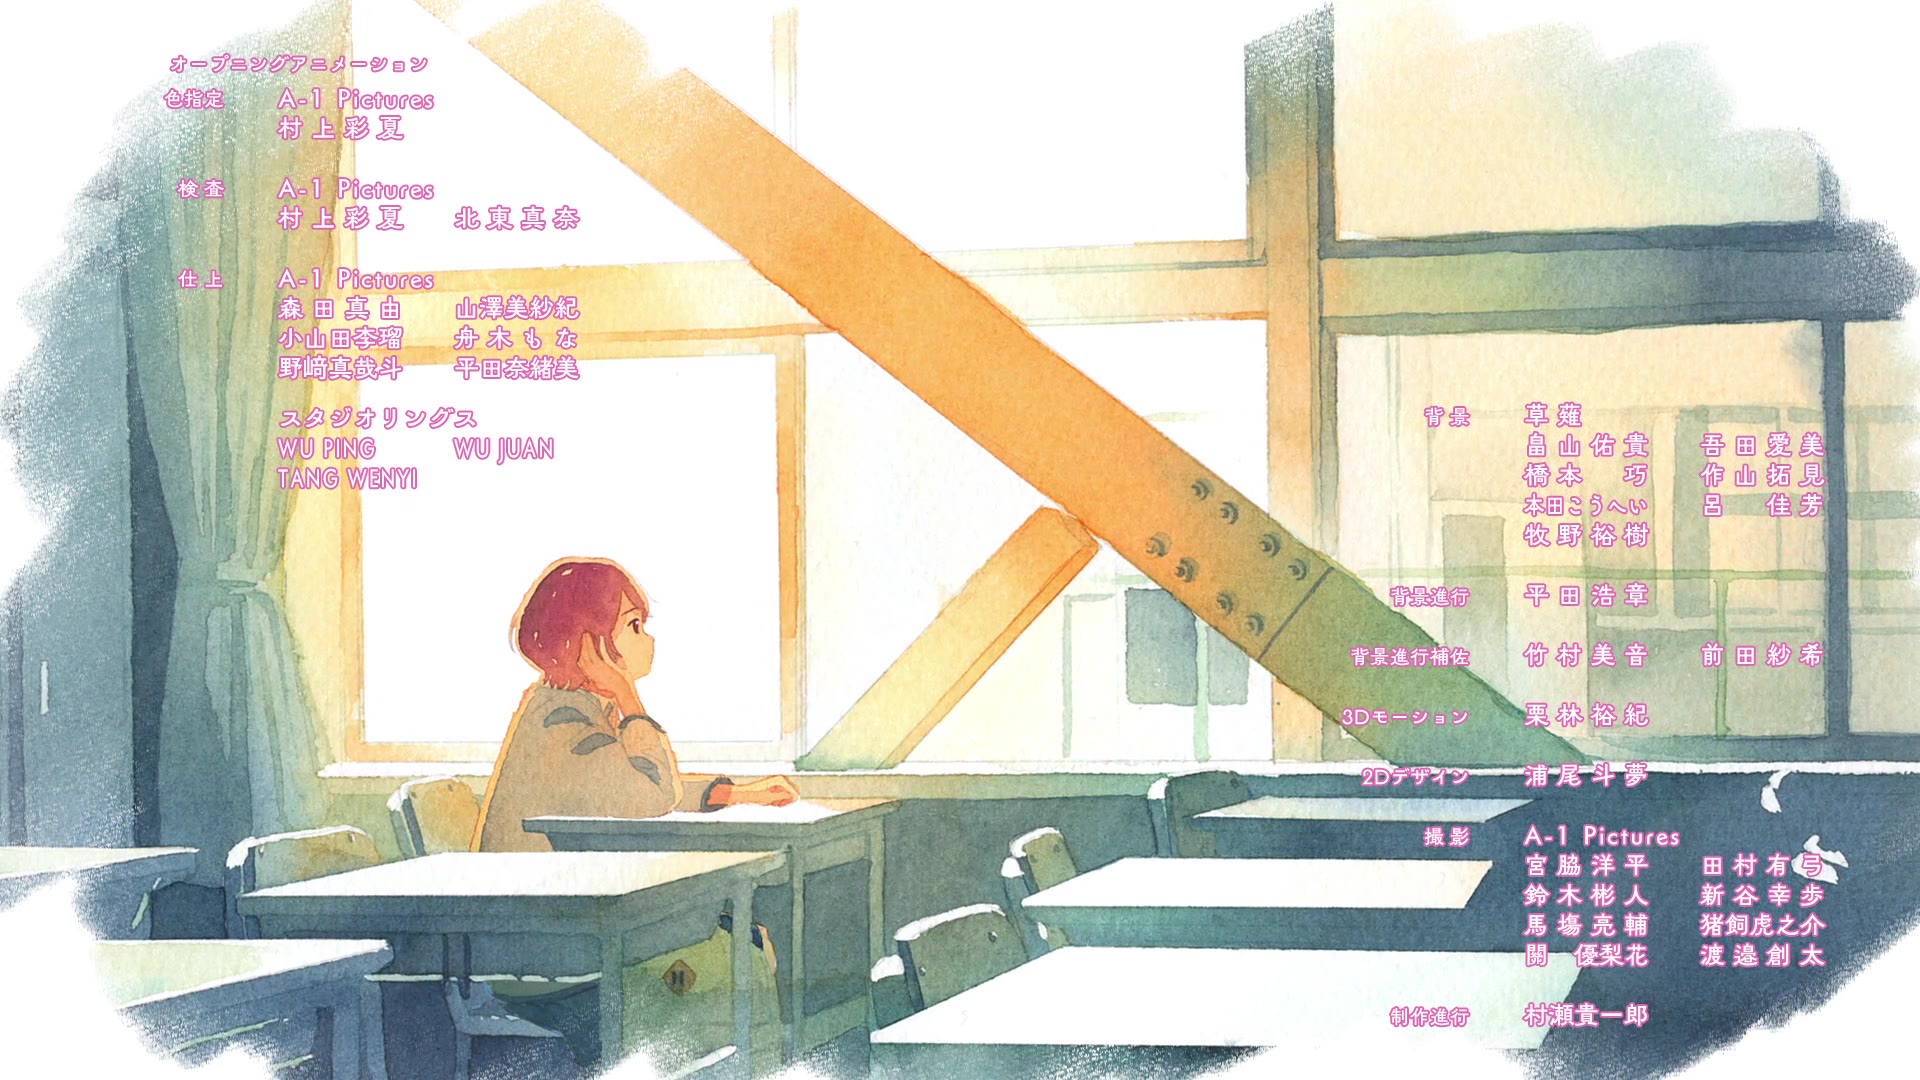 オープニングアニメーション
色指定 A-1 Pictures
村上彩夏
検査 A-1 Pictures
村上彩夏 北東真奈
仕上 A-1 Pictures
森田真由 山澤美紗紀
小山田李瑠 舟木もな
野﨑真哉斗 平田奈緒美
スタジオリングス
WU PING WU JUAN
TANG WENYI
背景 草薙
畠山佑貴 吾田愛美
橋本 巧 作山拓見
本田こうへい 呂 佳芳
牧野裕樹
背景進行 平田浩章
背景進行補佐 竹村美音 前田紗希
3Dモーション 栗林裕紀
2Dデザイン 浦尾斗夢
撮影 A-1 Pictures
宮脇洋平 田村有弓
鈴木彬人 新谷幸歩
馬塲亮輔 猪飼虎之介
關 優梨花 渡邉創太
制作進行 村瀬貴一郎